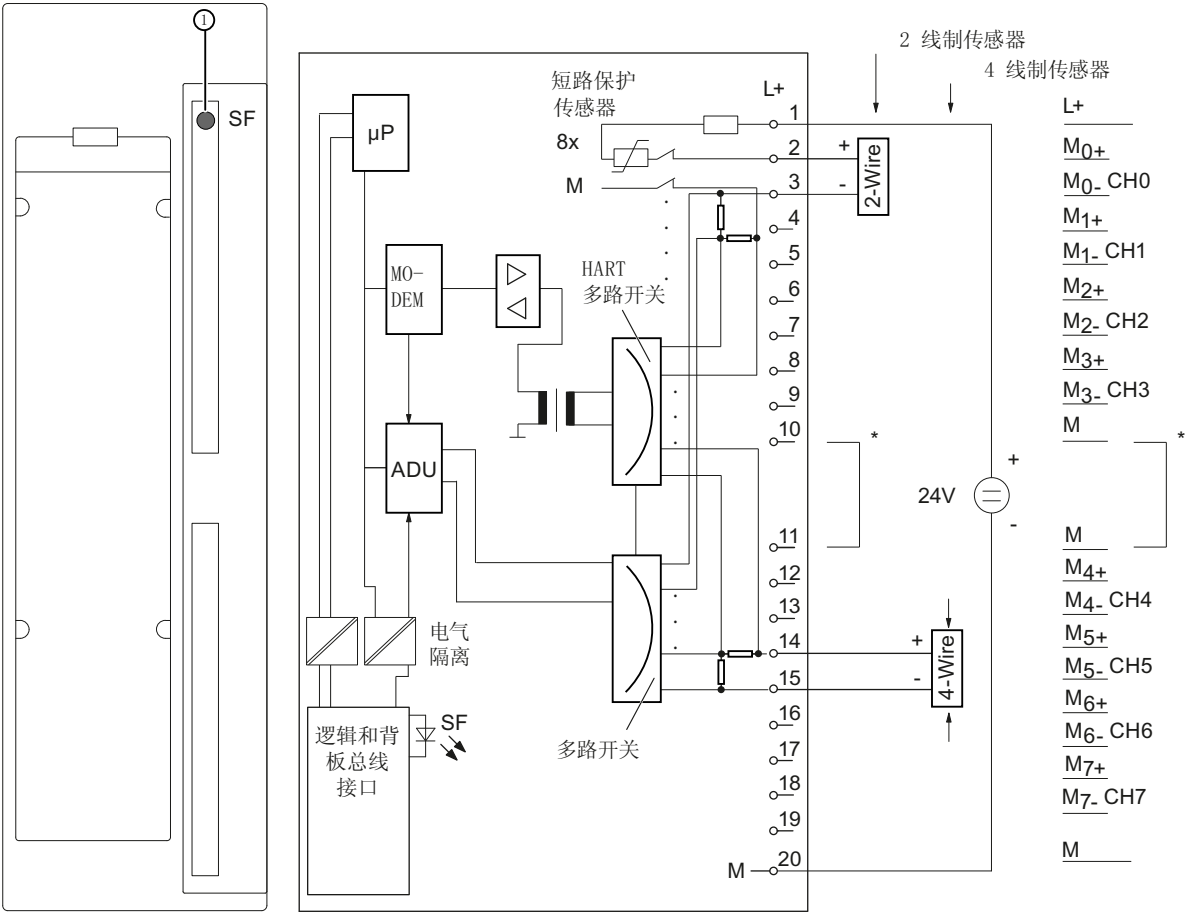 ①
SF
µP
MO-
DEM
ADU
短路保护
传感器
8x
M
HART
多路开关
多路开关
电气
隔离
逻辑和背
板总线
接口
SF
L+
1
2
3
4
5
6
7
8
9
10
11
12
13
14
15
16
17
18
19
M
20
2 线制传感器
4 线制传感器
+
-
2-Wire
*
24V
+
-
+
-
4-Wire
L+
M0+
M0- CH0
M1+
M1- CH1
M2+
M2- CH2
M3+
M3- CH3
M
*
M
M4+
M4- CH4
M5+
M5- CH5
M6+
M6- CH6
M7+
M7- CH7
M